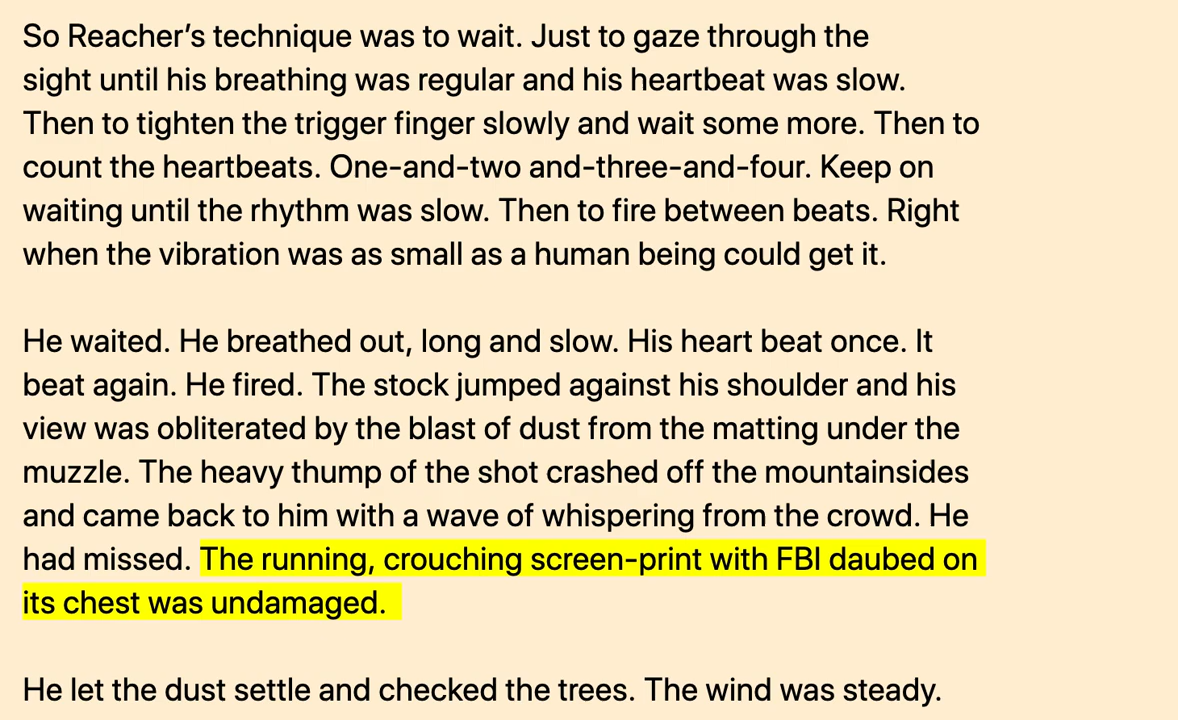 So Reacher’s technique was to wait. Just to gaze through the
sight until his breathing was regular and his heartbeat was slow.
Then to tighten the trigger finger slowly and wait some more. Then to
count the heartbeats. One-and-two and-three-and-four. Keep on
waiting until the rhythm was slow. Then to fire between beats. Right
when the vibration was as small as a human being could get it.
He waited. He breathed out, long and slow. His heart beat once. It
beat again. He fired. The stock jumped against his shoulder and his
view was obliterated by the blast of dust from the matting under the
muzzle. The heavy thump of the shot crashed off the mountainsides
and came back to him with a wave of whispering from the crowd. He
had missed. The running, crouching screen-print with FBI daubed on
its chest was undamaged.
He let the dust settle and checked the trees. The wind was steady.